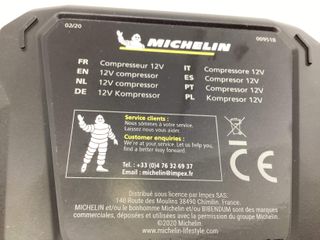 02/20
MICHELIN
009518
FR Compresseur 12V
IT Compressore 12V
EN 12V compressor
ES Compresor 12V
NL 12V compressor
PT Compressor 12V
DE 12V Kompressor
PL Kompresor 12V
Service clients :
Nous sommes à votre service.
Laissez nous vous aider.
Customer enquiries :
We're at your service. Let us help you
find a better way forward.
Tel. : +33 (0)4 76 32 69 37
Email : michelin@impex.fr
CE
Distribué sous licence par Impex SAS.
148 Route des Moulins 38490 Chimilin. France.
MICHELIN et/ou le bonhomme Michelin et/ou BIBENDUM sont des marques
commerciales, déposées et utilisées avec la permission du groupe Michelin.
©2020 Michelin
www.michelin-lifestyle.com